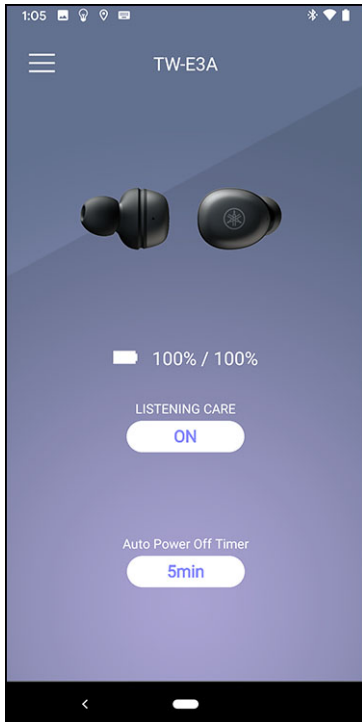 1:05
TW-E3A
100% / 100%
LISTENING CARE
ON
Auto Power Off Timer
5min